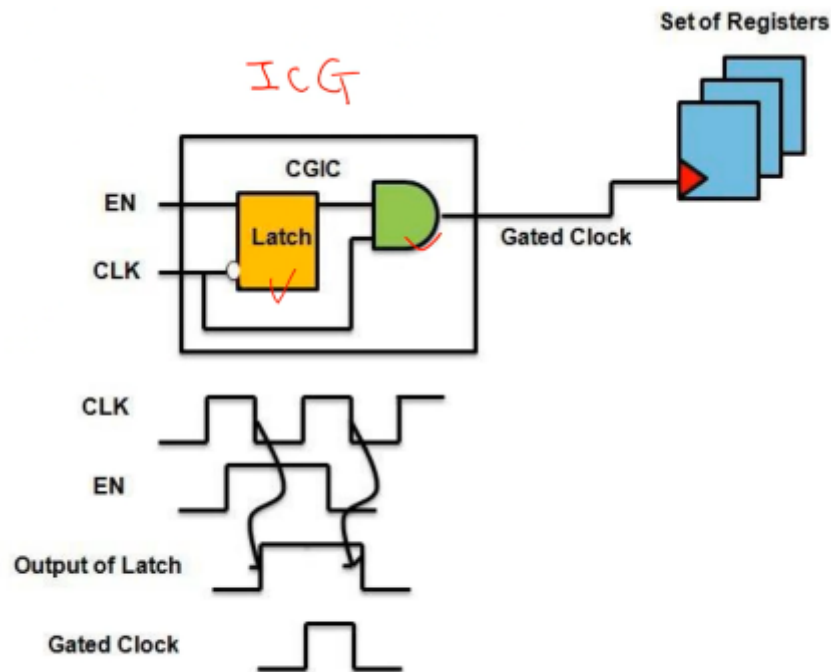 Set of Registers
ICG
CGIC
EN
Latch
Gated Clock
CLK
CLK
EN
Output of Latch
Gated Clock